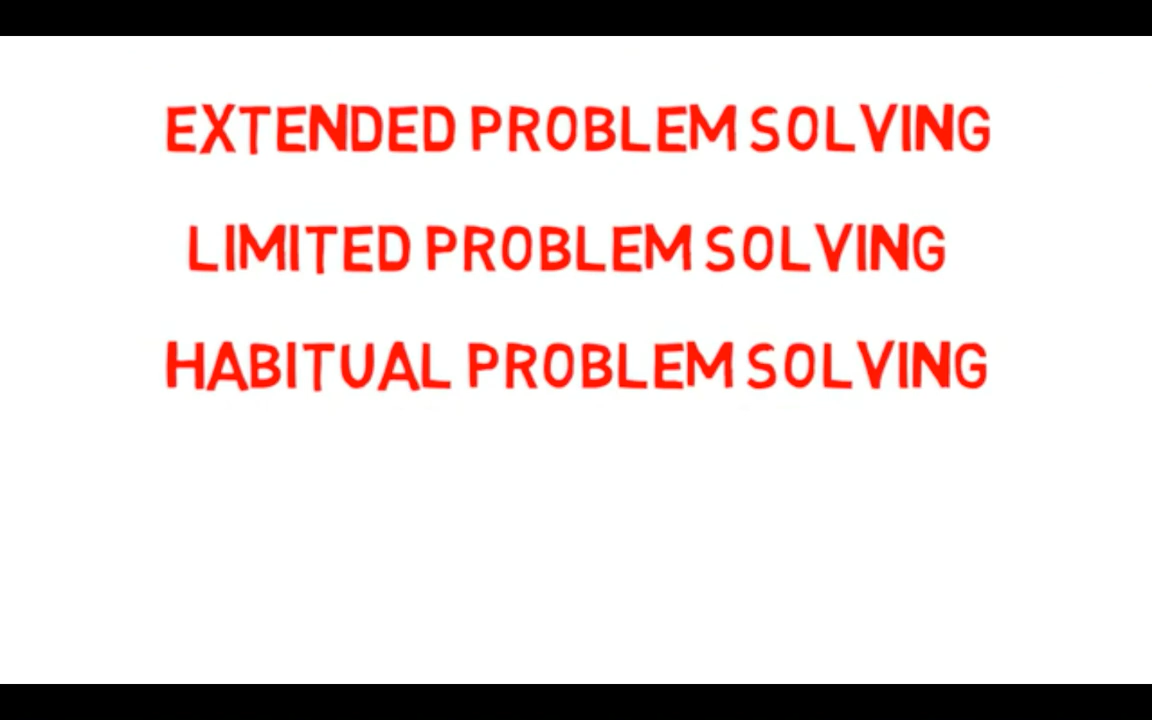 EXTENDED PROBLEM SOLVING
LIMITED PROBLEM SOLVING
HABITUAL PROBLEM SOLVING